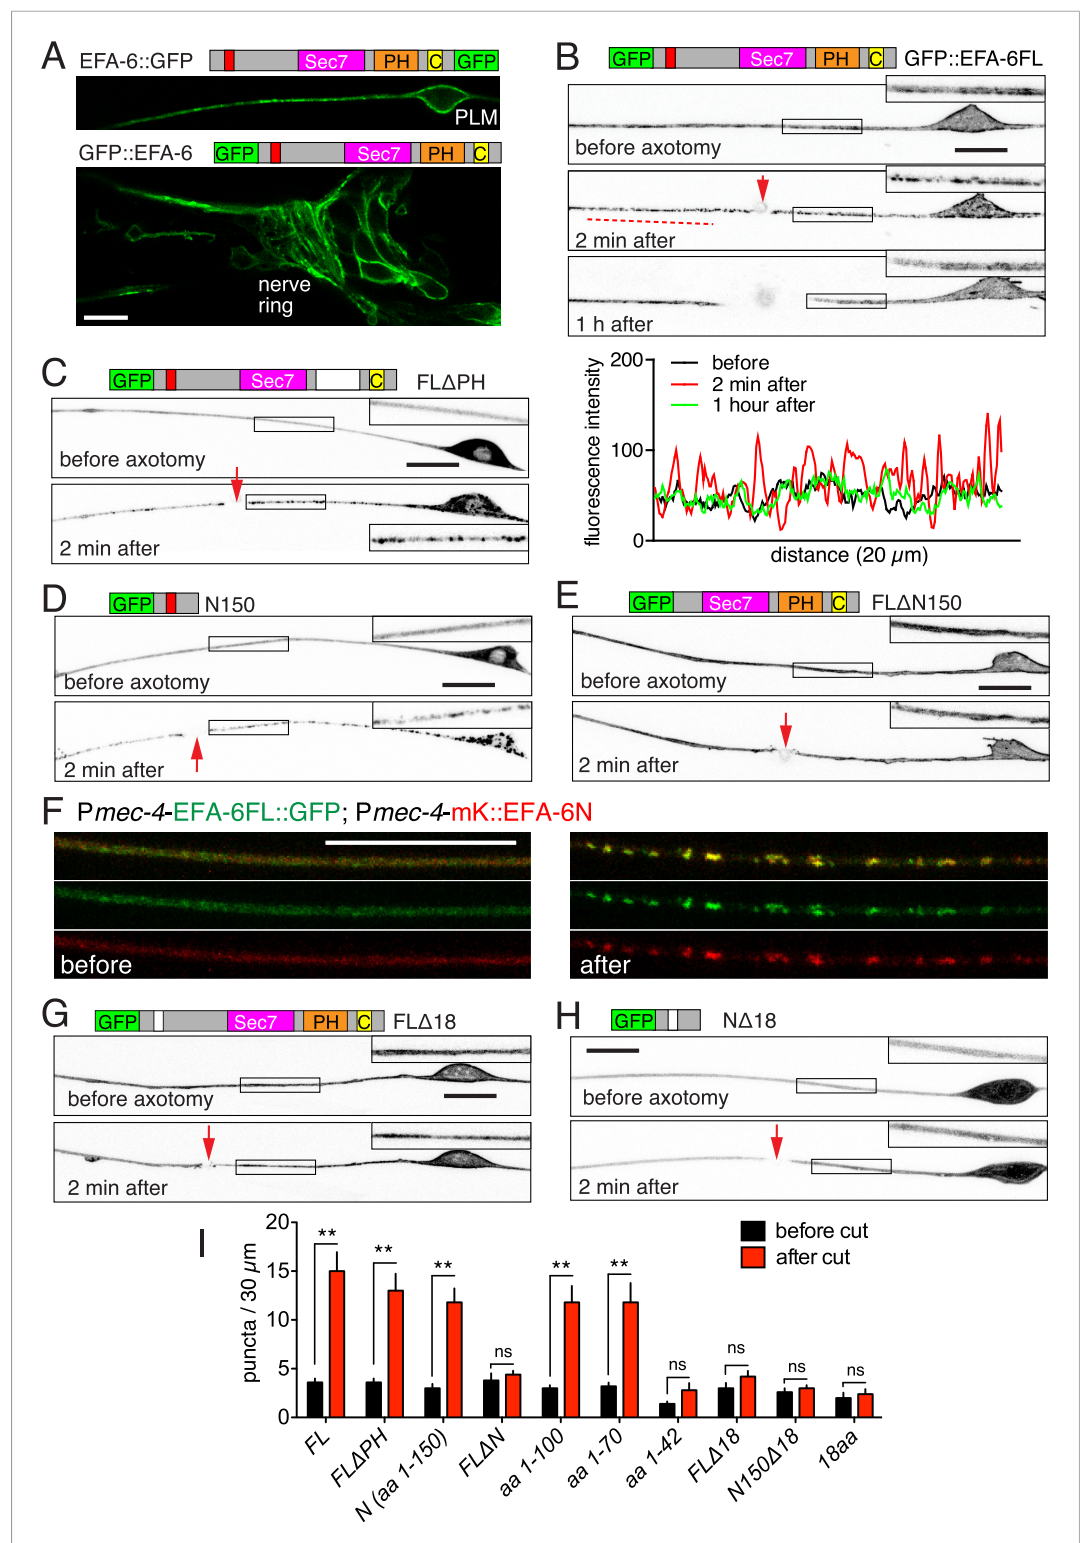 A
EFA-6::GFP
Sec7 PH C GFP
PLM
GFP::EFA-6
GFP Sec7 PH C
nerve
ring
B
GFP Sec7 PH C
GFP::EFA-6FL
before axotomy
2 min after
1 h after
fluorescence intensity
200
100
0
before
2 min after
1 hour after
distance (20 µm)
C
GFP Sec7 C
FLΔPH
before axotomy
2 min after
D
GFP
N150
before axotomy
2 min after
E
GFP Sec7 PH C
FLΔN150
before axotomy
2 min after
F Pmec-4-EFA-6FL::GFP; Pmec-4-mK::EFA-6N
before
after
G
GFP Sec7 PH C
FLΔ18
before axotomy
2 min after
H
GFP
NΔ18
before axotomy
2 min after
I
puncta / 30 µm
20
15
10
5
0
before cut
after cut
** ** ** ns ** ** ns ns ns ns
FL
FLΔPH
N (aa 1-150)
FLΔN
aa 1-100
aa 1-70
aa 1-42
FLΔ18
N150Δ18
18aa